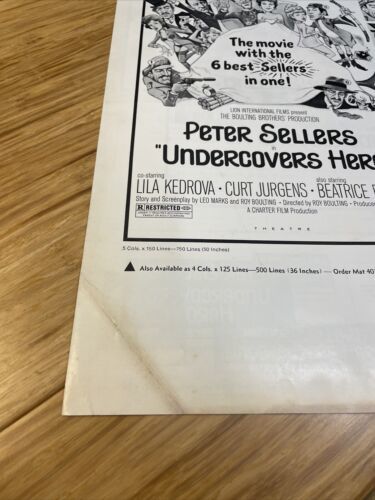 The movie
with the
6 best-Sellers
in one!
LION INTERNATIONAL FILMS present
THE BOULTING BROTHERS' PRODUCTION
PETER SELLERS
in
"UNDERCOVERS HERO
co-starring also starring
LILA KEDROVA • CURT JURGENS • BEATRICE
Story and Screenplay by LEO MARKS and ROY BOULTING • Directed by ROY BOULTING • Produce
R RESTRICTED
A CHARTER FILM Production
THEATRE
5 Cols. x 150 Lines—750 Lines (50 Inches)
▲ Also Available as 4 Cols. x 125 Lines—500 Lines (36 Inches) — Order Mat 40